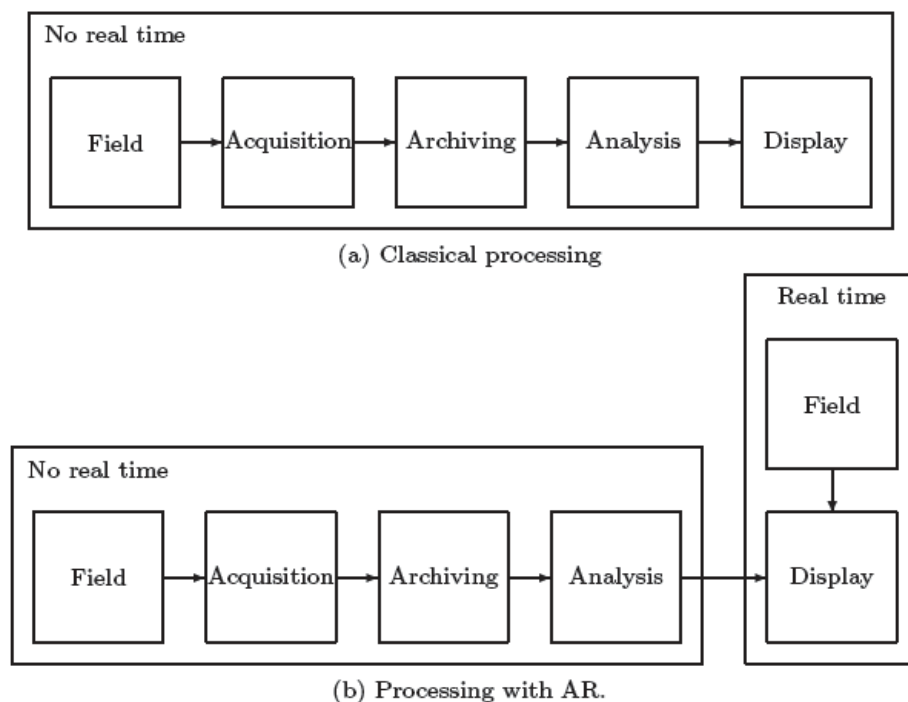 No real time
Field
Acquisition
Archiving
Analysis
Display
(a) Classical processing
Real time
Field
No real time
Field
Acquisition
Archiving
Analysis
Display
(b) Processing with AR.